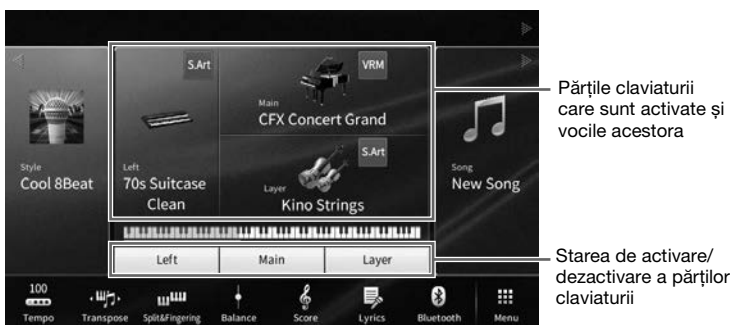 S.Art
VRM
Main
CFX Concert Grand
Style
Cool 8Beat
Left
70s Suitcase
Clean
S.Art
Layer
Kino Strings
Song
New Song
Left Main Layer
100
Tempo Transpose Split&Fingering Balance Score Lyrics Bluetooth Menu
Părțile claviaturii
care sunt activate și
vocile acestora
Starea de activare/
dezactivare a părților
claviaturii